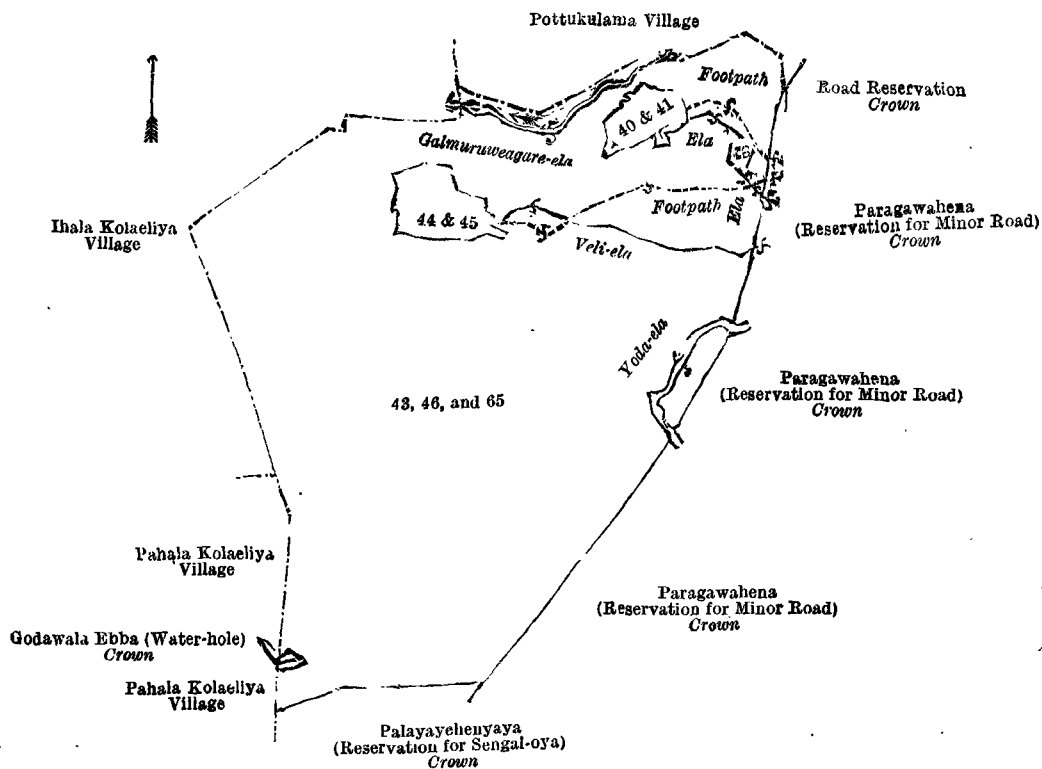 Pottukulama Village
Footpath
Road Reservation
Crown
40 & 41
Galmuruweagare-ela
Ela
Ihala Kolaeliya
Village
44 & 45
Footpath
Ela
Paragawahena
(Reservation for Minor Road)
Crown
Veli-ela
Yoda-ela
Paragawahena
(Reservation for Minor Road)
Crown
43, 46, and 65
Pahala Kolaeliya
Village
Paragawahena
(Reservation for Minor Road)
Crown
Godawala Ebba (Water-hole)
Crown
Pahala Kolaeliya
Village
Palayayehenyaya
(Reservation for Sengal-oya)
Crown